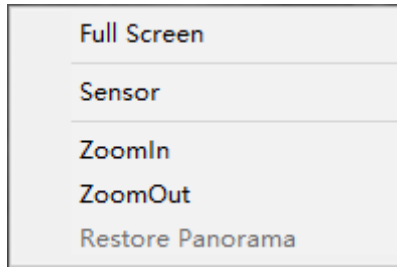 Full Screen
Sensor
ZoomIn
ZoomOut
Restore Panorama